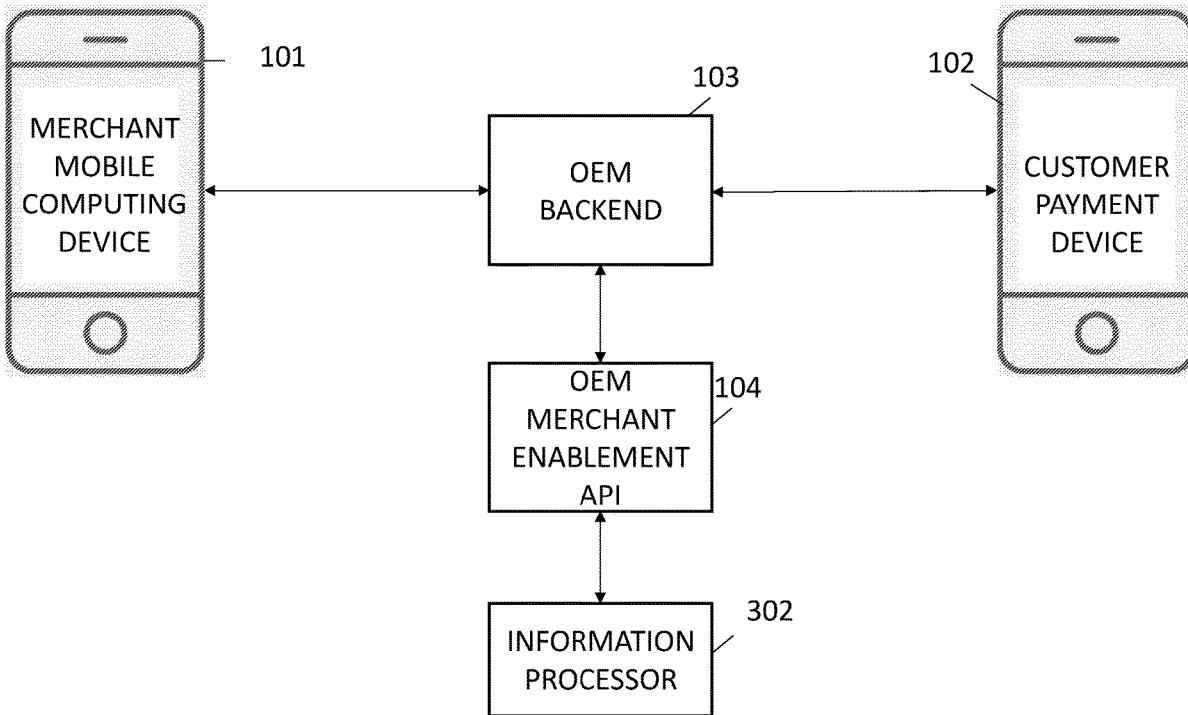 101
MERCHANT
MOBILE
COMPUTING
DEVICE
103
OEM
BACKEND
102
CUSTOMER
PAYMENT
DEVICE
104
OEM
MERCHANT
ENABLEMENT
API
302
INFORMATION
PROCESSOR